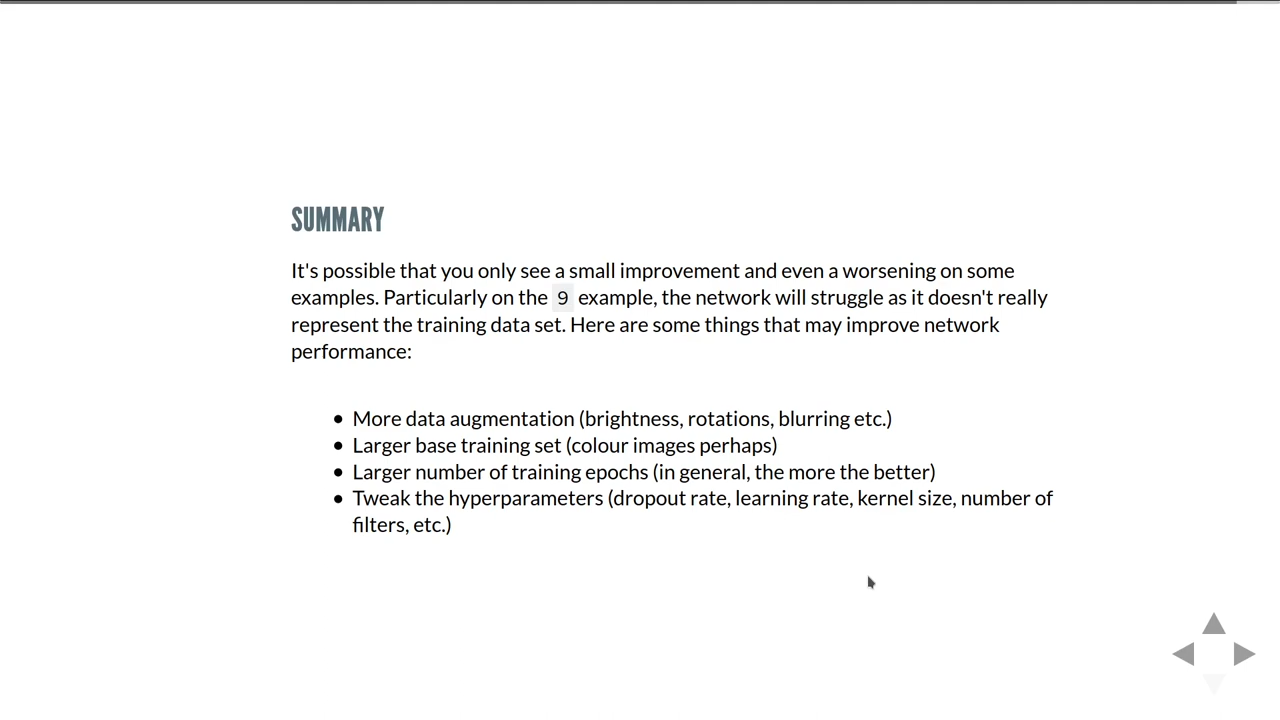 SUMMARY
It's possible that you only see a small improvement and even a worsening on some
examples. Particularly on the 9 example, the network will struggle as it doesn't really
represent the training data set. Here are some things that may improve network
performance:
• More data augmentation (brightness, rotations, blurring etc.)
• Larger base training set (colour images perhaps)
• Larger number of training epochs (in general, the more the better)
• Tweak the hyperparameters (dropout rate, learning rate, kernel size, number of
filters, etc.)